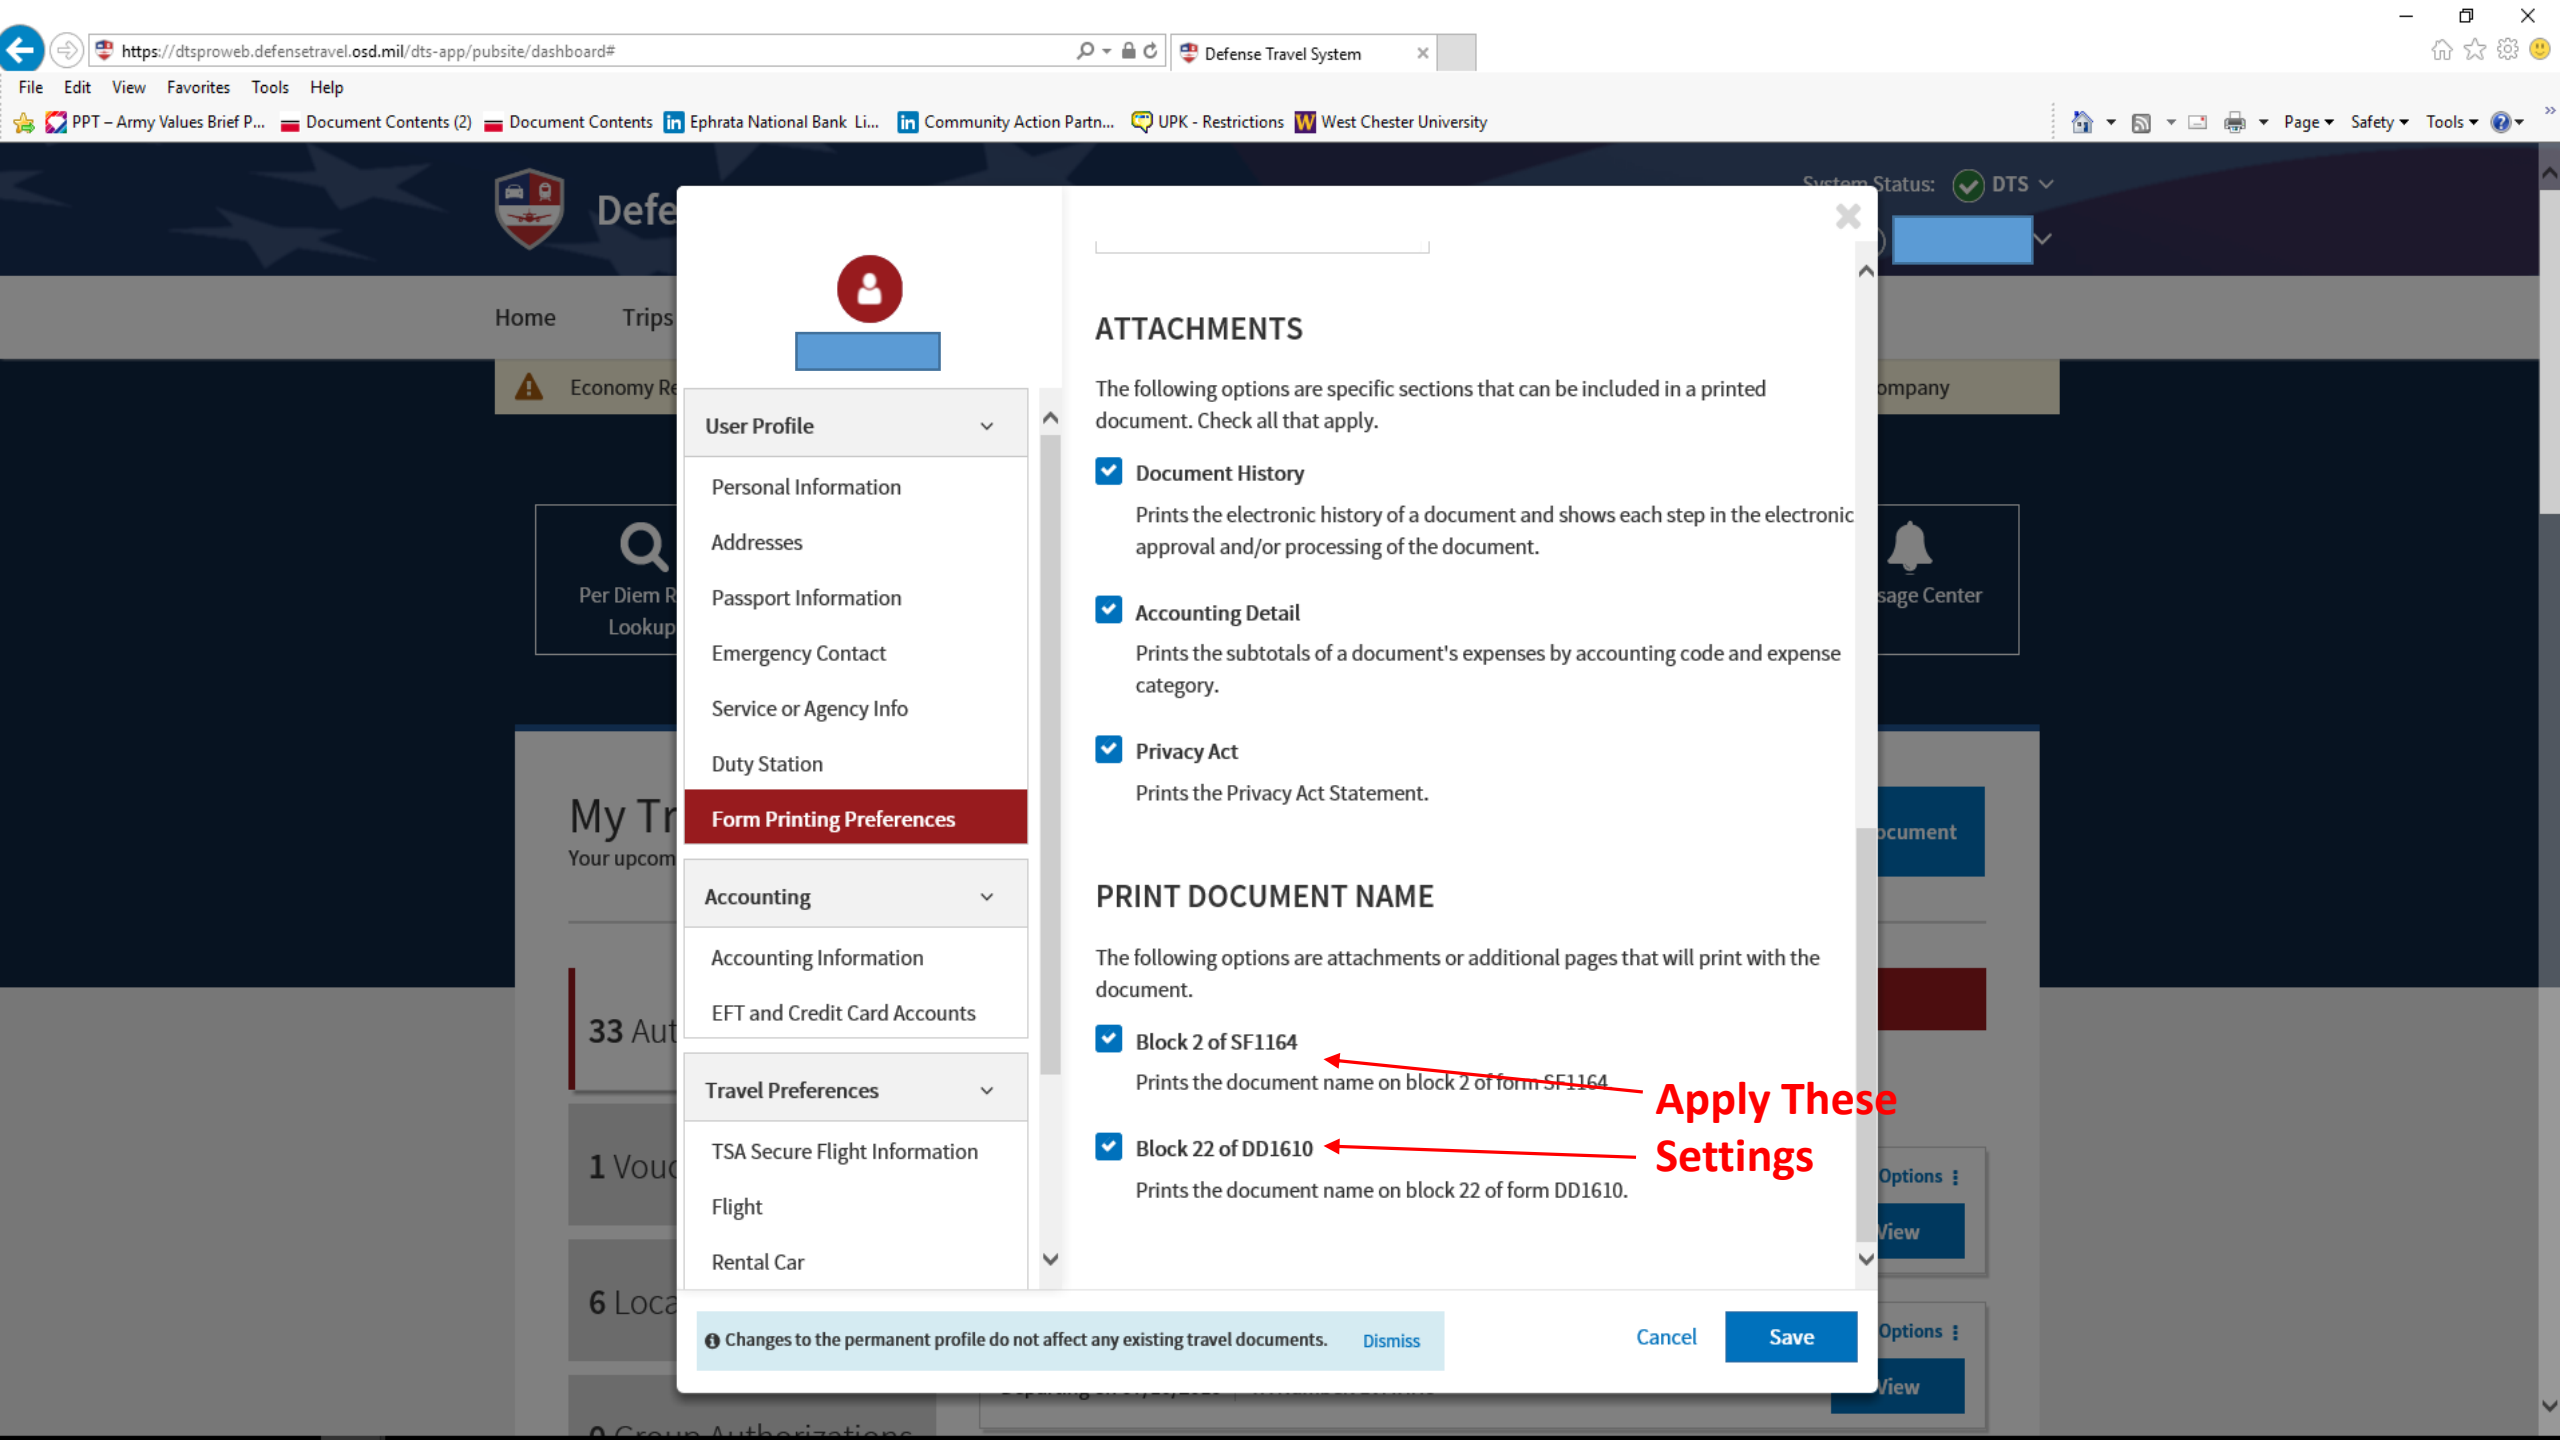 https://dtsproweb.defensetravel.osd.mil/dts-app/pubsite/dashboard#
Defense Travel System
File Edit View Favorites Tools Help
PPT – Army Values Brief P... Document Contents (2) Document Contents Ephrata National Bank Li... Community Action Partn... UPK - Restrictions West Chester University
Page Safety Tools
System Status: DTS
Defe
Home Trips
Economy Re
ompany
Per Diem R
Lookup
sage Center
My Tr
Your upcom
ocument
33 Aut
1 Vouc
6 Loca
0 Group Authorizations
Options
View
Options
View
User Profile
Personal Information
Addresses
Passport Information
Emergency Contact
Service or Agency Info
Duty Station
Form Printing Preferences
Accounting
Accounting Information
EFT and Credit Card Accounts
Travel Preferences
TSA Secure Flight Information
Flight
Rental Car
ATTACHMENTS
The following options are specific sections that can be included in a printed
document. Check all that apply.
Document History
Prints the electronic history of a document and shows each step in the electronic
approval and/or processing of the document.
Accounting Detail
Prints the subtotals of a document's expenses by accounting code and expense
category.
Privacy Act
Prints the Privacy Act Statement.
PRINT DOCUMENT NAME
The following options are attachments or additional pages that will print with the
document.
Block 2 of SF1164
Prints the document name on block 2 of form SF1164
Block 22 of DD1610
Prints the document name on block 22 of form DD1610.
Apply These
Settings
Changes to the permanent profile do not affect any existing travel documents. Dismiss
Cancel Save